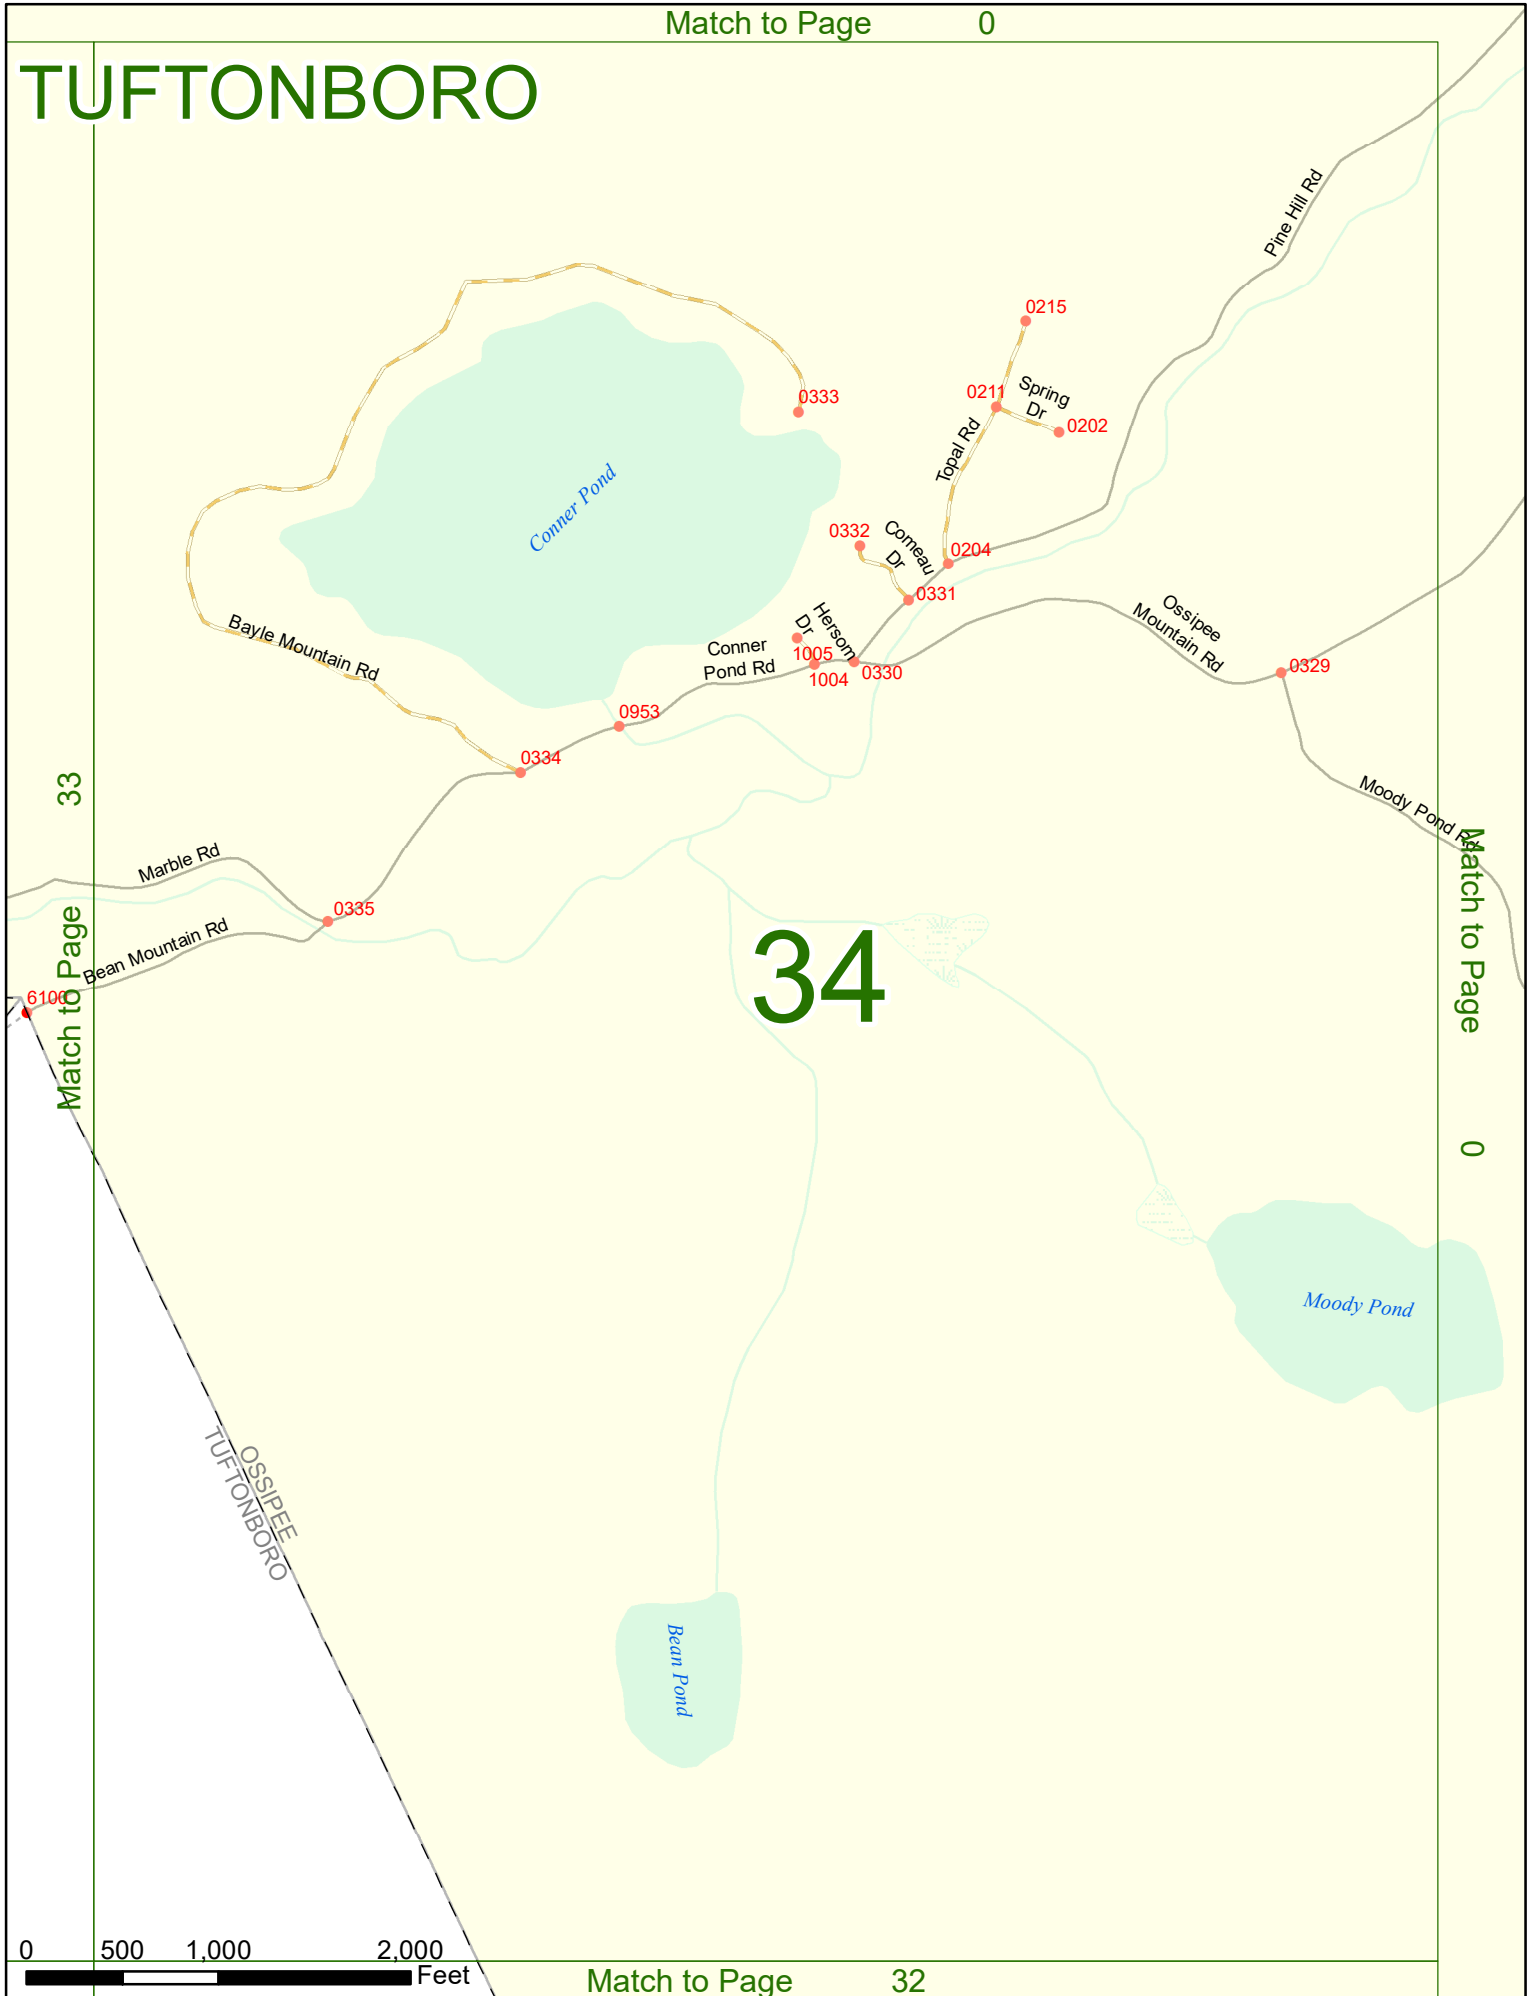 Match to Page 0
TUFTONBORO
Pine Hill Rd
0215
0333
0211
Spring
Dr
0202
Topal Rd
Conner Pond
0332
Comeau
Dr
0204
0331
Ossipee
Mountain Rd
Hersom
Dr
Bayle Mountain Rd
Conner
Pond Rd
1005
1004
0330
0329
0953
0334
33
Match to Page
Moody Pond Rd
Match to Page
0
Marble Rd
0335
Bean Mountain Rd
6100
34
Moody Pond
OSSIPEE
TUFTONBORO
Bean Pond
0 500 1,000 2,000
Feet
Match to Page 32